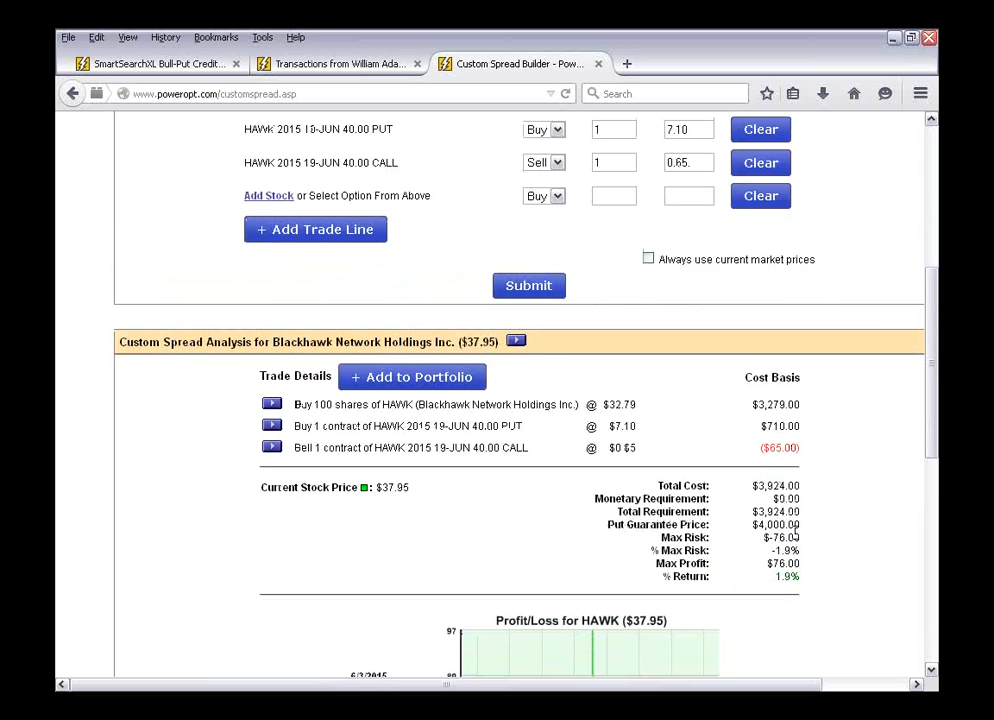 File Edit View History Bookmarks Tools Help
SmartSearchXL Bull-Put Credit... × Transactions from William Ada... × Custom Spread Builder - Pow... × +
www.poweropt.com/customspread.asp Search
HAWK 2015 19-JUN 40.00 PUT Buy 1 7.10 Clear
HAWK 2015 19-JUN 40.00 CALL Sell 1 0.65. Clear
Add Stock or Select Option From Above Buy Clear
+ Add Trade Line
Always use current market prices
Submit
Custom Spread Analysis for Blackhawk Network Holdings Inc. ($37.95)
Trade Details + Add to Portfolio Cost Basis
Buy 100 shares of HAWK (Blackhawk Network Holdings Inc.) @ $32.79 $3,279.00
Buy 1 contract of HAWK 2015 19-JUN 40.00 PUT @ $7.10 $710.00
Sell 1 contract of HAWK 2015 19-JUN 40.00 CALL @ $0.65 ($65.00)
Current Stock Price : $37.95 Total Cost: $3,924.00
Monetary Requirement: $0.00
Total Requirement: $3,924.00
Put Guarantee Price: $4,000.00
Max Risk: $-76.00
% Max Risk: -1.9%
Max Profit: $76.00
% Return: 1.9%
Profit/Loss for HAWK ($37.95)
97
6/3/2015